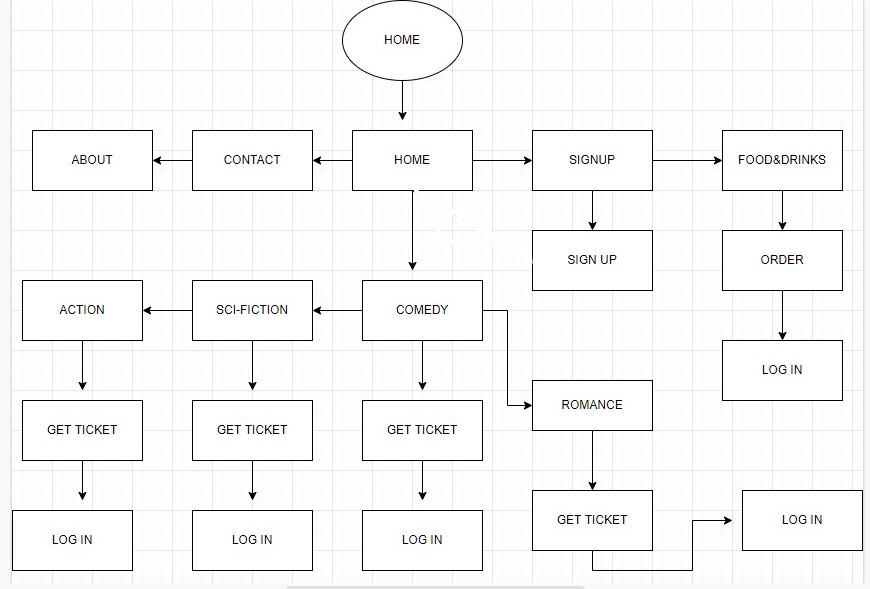 HOME
ABOUT
CONTACT
HOME
SIGNUP
FOOD&DRINKS
SIGN UP
ORDER
ACTION
SCI-FICTION
COMEDY
LOG IN
ROMANCE
GET TICKET
GET TICKET
GET TICKET
GET TICKET
LOG IN
LOG IN
LOG IN
LOG IN